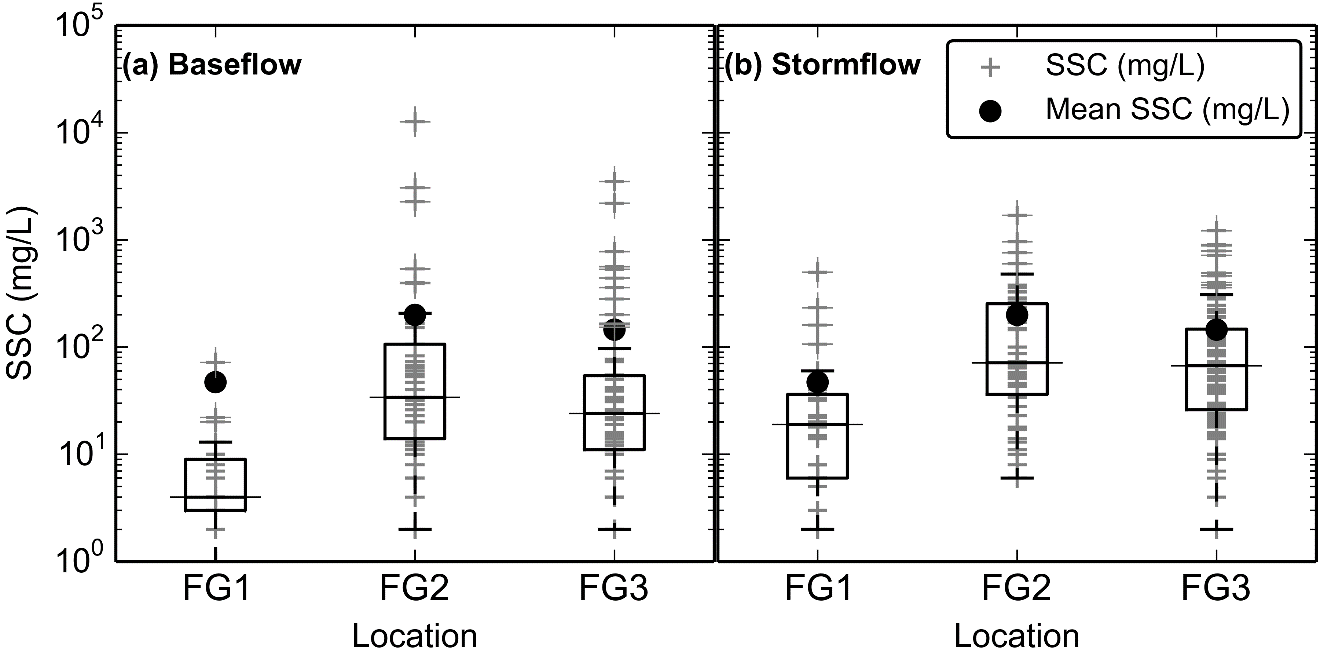 (a) Baseflow
(b) Stormflow
SSC (mg/L)
Mean SSC (mg/L)
SSC (mg/L)
10^5
10^4
10^3
10^2
10^1
10^0
FG1 FG2 FG3 FG1 FG2 FG3
Location Location